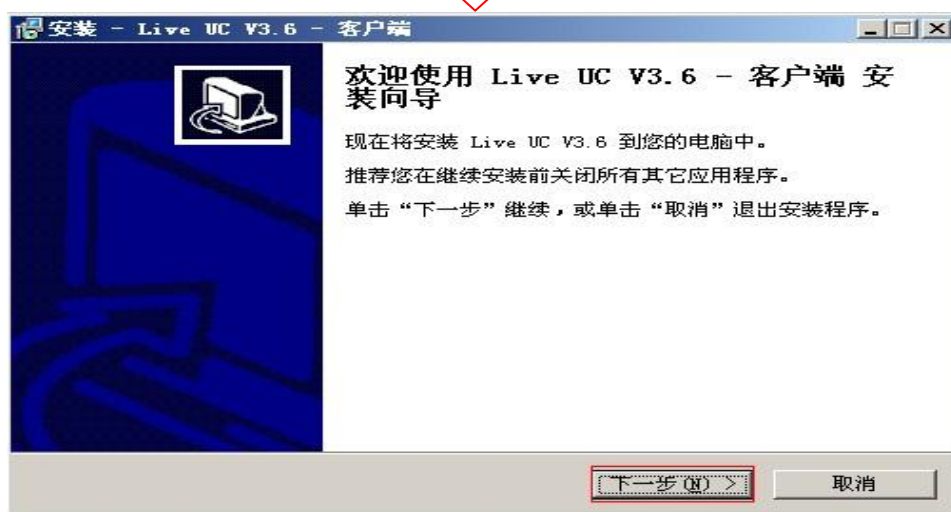 安装 - Live UC V3.6 - 客户端
欢迎使用 Live UC V3.6 - 客户端 安
装向导
现在将安装 Live UC V3.6 到您的电脑中。
推荐您在继续安装前关闭所有其它应用程序。
单击“下一步”继续，或单击“取消”退出安装程序。
下一步(N) >
取消